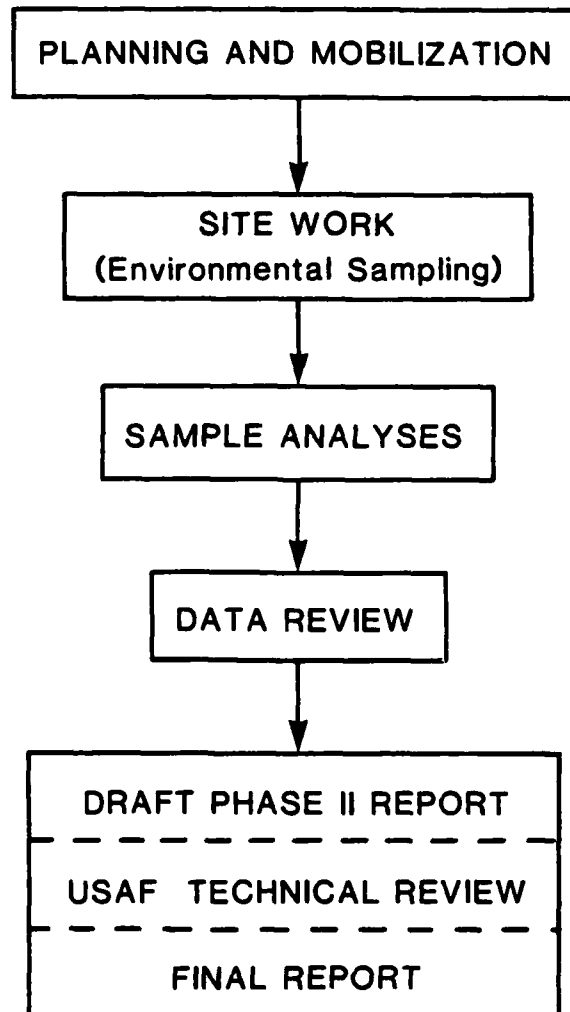 PLANNING AND MOBILIZATION
SITE WORK
(Environmental Sampling)
SAMPLE ANALYSES
DATA REVIEW
DRAFT PHASE II REPORT
USAF TECHNICAL REVIEW
FINAL REPORT